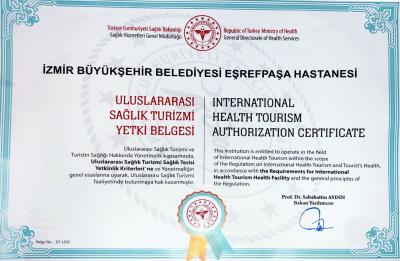 Türkiye Cumhuriyeti Sağlık Bakanlığı
Sağlık Hizmetleri Genel Müdürlüğü
Republic of Turkey Ministry of Health
General Directorate of Health Services
İZMİR BÜYÜKŞEHİR BELEDİYESİ EŞREFPAŞA HASTANESİ
ULUSLARARASI
SAĞLIK TURİZMİ
YETKİ BELGESİ
Uluslararası Sağlık Turizmi ve
Turistin Sağlığı Hakkında Yönetmelik kapsamında,
Uluslararası Sağlık Turizmi Sağlık Tesisi
Yetkinlik Kriterleri'ne ve Yönetmeliğin
genel esaslarına uyarak, Uluslararası Sağlık Turizmi
faaliyetinde bulunmaya hak kazanmıştır.
INTERNATIONAL
HEALTH TOURISM
AUTHORIZATION CERTIFICATE
This institution is entitled to operate in the field
of International Health Tourism within the scope
of the Regulation on International Health Tourism and Tourist's Health,
in accordance with the Requirements for International
Health Tourism Health Facility and the general principles of
the Regulation.
Prof. Dr. Sabahattin AYDIN
Bakan Yardımcısı
Belge No : ST-1505